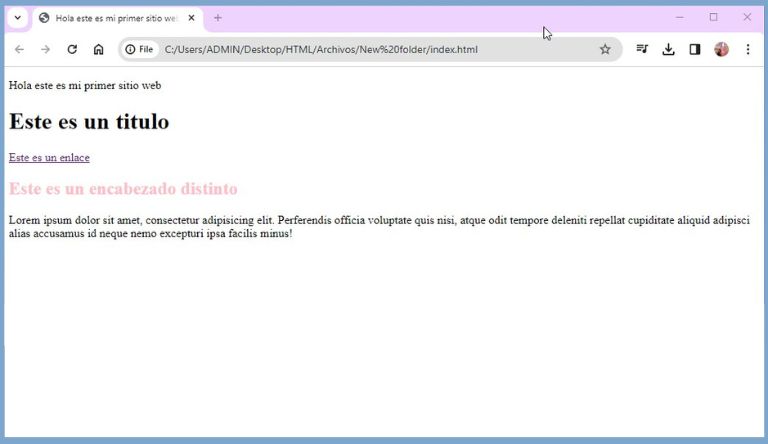 Hola este es mi primer sitio we
File C:/Users/ADMIN/Desktop/HTML/Archivos/New%20folder/index.html
Hola este es mi primer sitio web
Este es un titulo
Este es un enlace
Este es un encabezado distinto
Lorem ipsum dolor sit amet, consectetur adipisicing elit. Perferendis officia voluptate quis nisi, atque odit tempore deleniti repellat cupiditate aliquid adipisci
alias accusamus id neque nemo excepturi ipsa facilis minus!